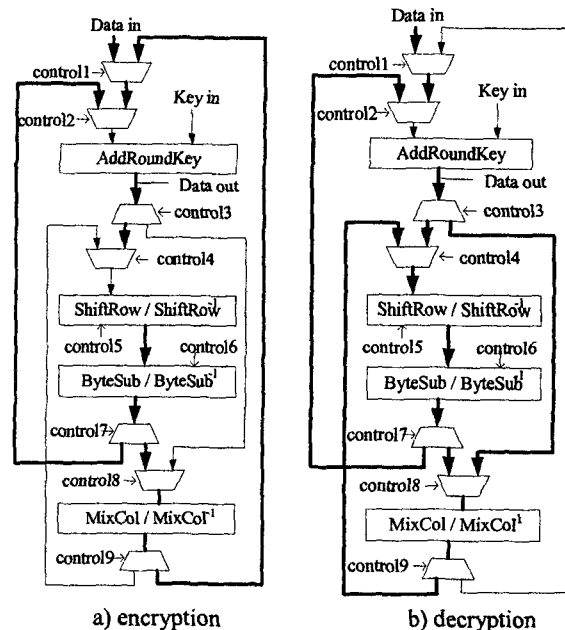 Data in
control1
control2
Key in
AddRoundKey
Data out
control3
control4
ShiftRow / ShiftRow-1
control5
control6
ByteSub / ByteSub-1
control7
control8
MixCol / MixCol-1
control9
a) encryption
Data in
control1
control2
Key in
AddRoundKey
Data out
control3
control4
ShiftRow / ShiftRow-1
control5
control6
ByteSub / ByteSub-1
control7
control8
MixCol / MixCol-1
control9
b) decryption